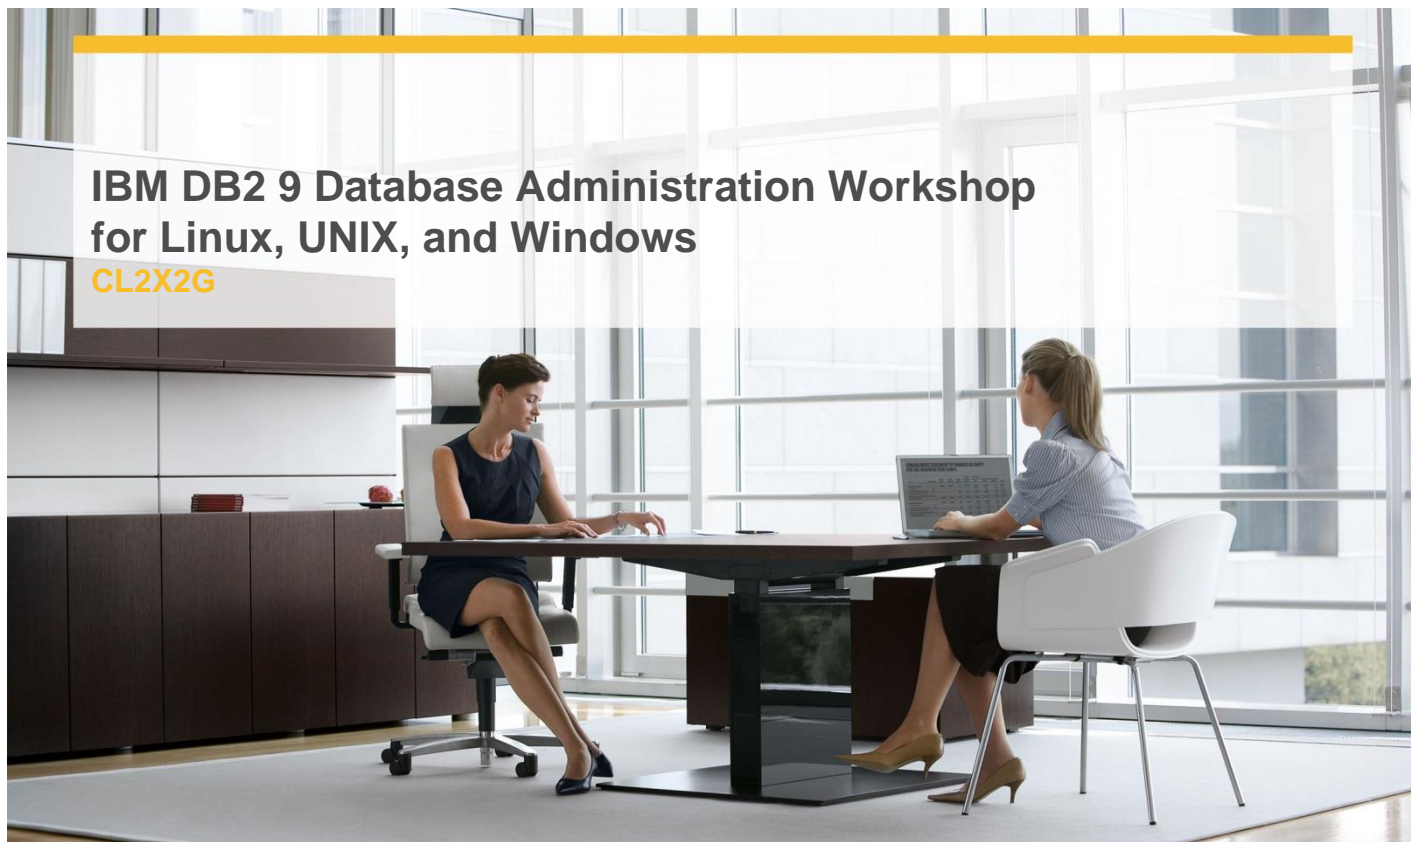 IBM DB2 9 Database Administration Workshop
for Linux, UNIX, and Windows
CL2X2G